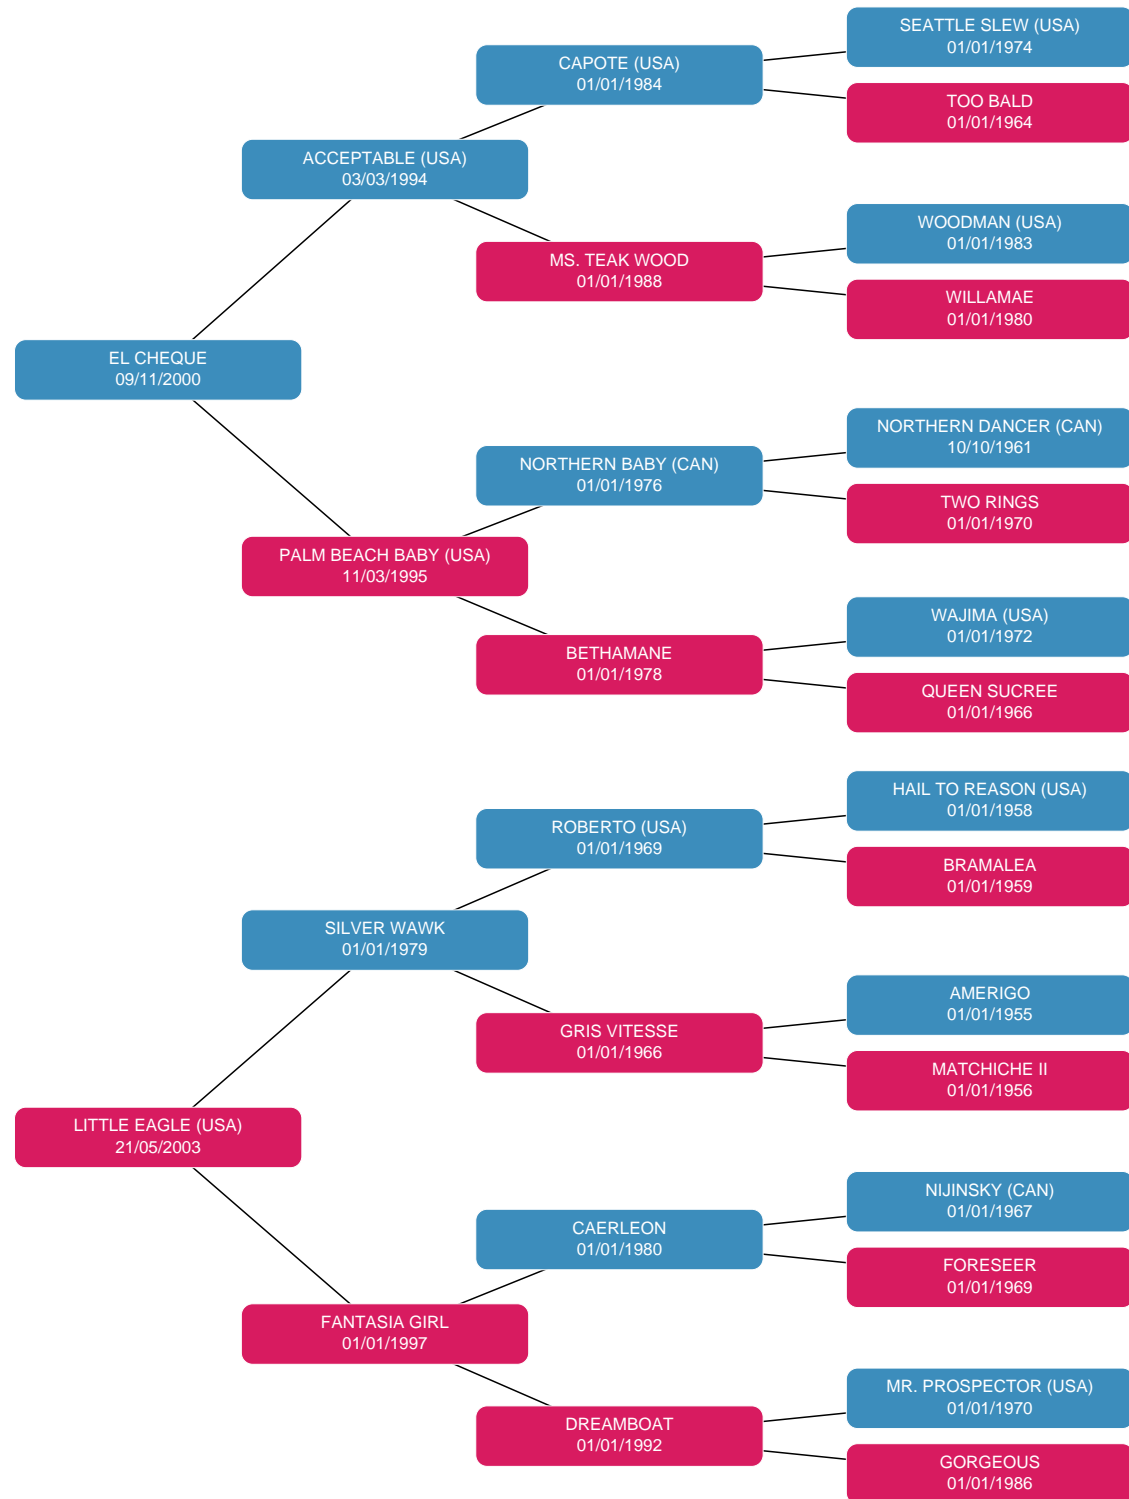 SEATTLE SLEW (USA)
01/01/1974
CAPOTE (USA)
01/01/1984
TOO BALD
01/01/1964
ACCEPTABLE (USA)
03/03/1994
WOODMAN (USA)
01/01/1983
MS. TEAK WOOD
01/01/1988
WILLAMAE
01/01/1980
EL CHEQUE
09/11/2000
NORTHERN DANCER (CAN)
10/10/1961
NORTHERN BABY (CAN)
01/01/1976
TWO RINGS
01/01/1970
PALM BEACH BABY (USA)
11/03/1995
WAJIMA (USA)
01/01/1972
BETHAMANE
01/01/1978
QUEEN SUCREE
01/01/1966
HAIL TO REASON (USA)
01/01/1958
ROBERTO (USA)
01/01/1969
BRAMALEA
01/01/1959
SILVER WAWK
01/01/1979
AMERIGO
01/01/1955
GRIS VITESSE
01/01/1966
MATCHICHE II
01/01/1956
LITTLE EAGLE (USA)
21/05/2003
NIJINSKY (CAN)
01/01/1967
CAERLEON
01/01/1980
FORESEER
01/01/1969
FANTASIA GIRL
01/01/1997
MR. PROSPECTOR (USA)
01/01/1970
DREAMBOAT
01/01/1992
GORGEOUS
01/01/1986